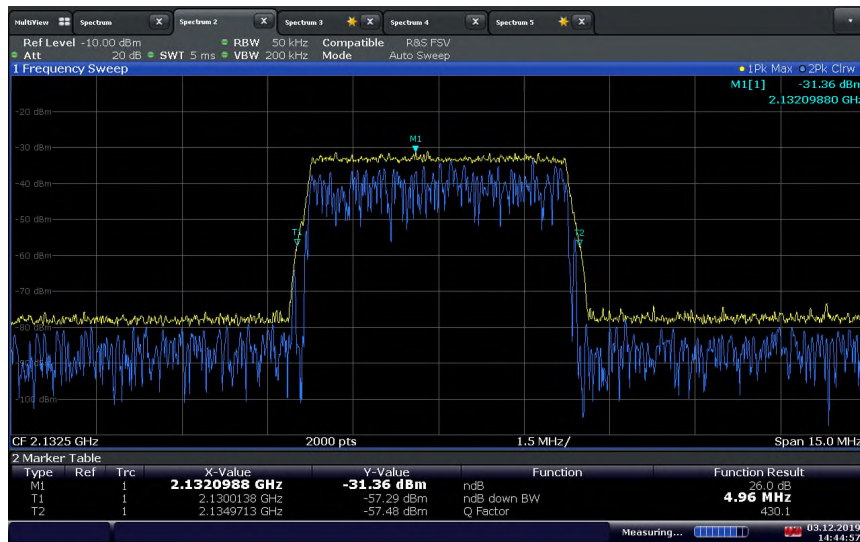 MultiView Spectrum X Spectrum 2 X Spectrum 3 X Spectrum 4 X Spectrum 5 X
Ref Level -10.00 dBm RBW 50 kHz Compatible R&S FSV
Att 20 dB SWT 5 ms VBW 200 kHz Mode Auto Sweep
1 Frequency Sweep 1Pk Max 2Pk Clrw
M1[1] -31.36 dBm
2.13209880 GHz
-20 dBm
M1
-30 dBm
-40 dBm
-50 dBm
T1 T2
-60 dBm
-70 dBm
-80 dBm
-90 dBm
-100 dBm
CF 2.1325 GHz 2000 pts 1.5 MHz/ Span 15.0 MHz
2 Marker Table
Type Ref Trc X-Value Y-Value Function Function Result
M1 1 2.1320988 GHz -31.36 dBm ndB 26.0 dB
T1 1 2.1300138 GHz -57.29 dBm ndB down BW 4.96 MHz
T2 1 2.1349713 GHz -57.48 dBm Q Factor 430.1
Measuring... 03.12.2019
14:44:57